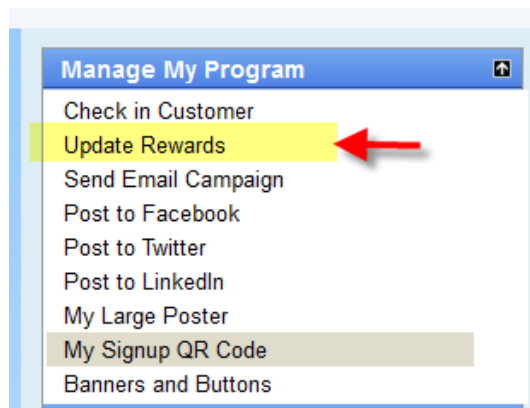 Manage My Program
Check in Customer
Update Rewards
Send Email Campaign
Post to Facebook
Post to Twitter
Post to LinkedIn
My Large Poster
My Signup QR Code
Banners and Buttons